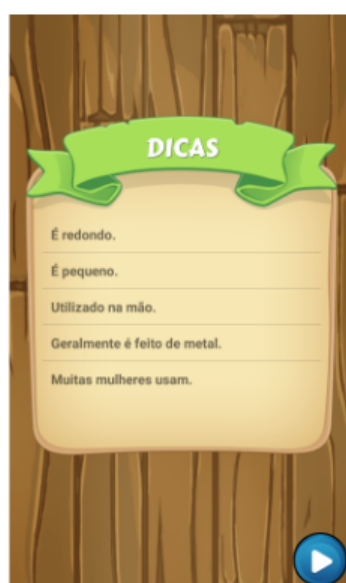 DICAS
É redondo.
É pequeno.
Utilizado na mão.
Geralmente é feito de metal.
Muitas mulheres usam.